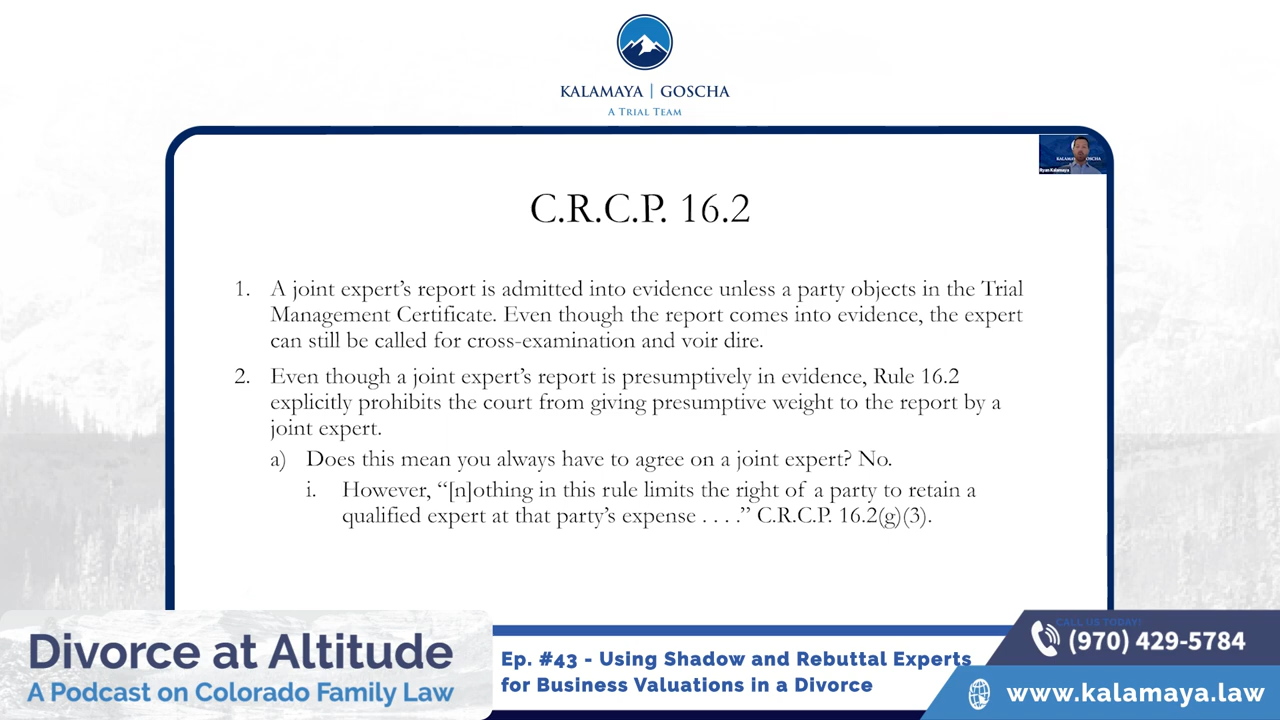 KALAMAYA | GOSCHA
A TRIAL TEAM
KALAMAYA GOSCHA
Ryan Kalamaya
C.R.C.P. 16.2
1. A joint expert's report is admitted into evidence unless a party objects in the Trial
Management Certificate. Even though the report comes into evidence, the expert
can still be called for cross-examination and voir dire.
2. Even though a joint expert's report is presumptively in evidence, Rule 16.2
explicitly prohibits the court from giving presumptive weight to the report by a
joint expert.
a) Does this mean you always have to agree on a joint expert? No.
i. However, “[n]othing in this rule limits the right of a party to retain a
qualified expert at that party's expense . . . .” C.R.C.P. 16.2(g)(3).
Divorce at Altitude
A Podcast on Colorado Family Law
Ep. #43 - Using Shadow and Rebuttal Experts
for Business Valuations in a Divorce
CALL US TODAY!
(970) 429-5784
www.kalamaya.law